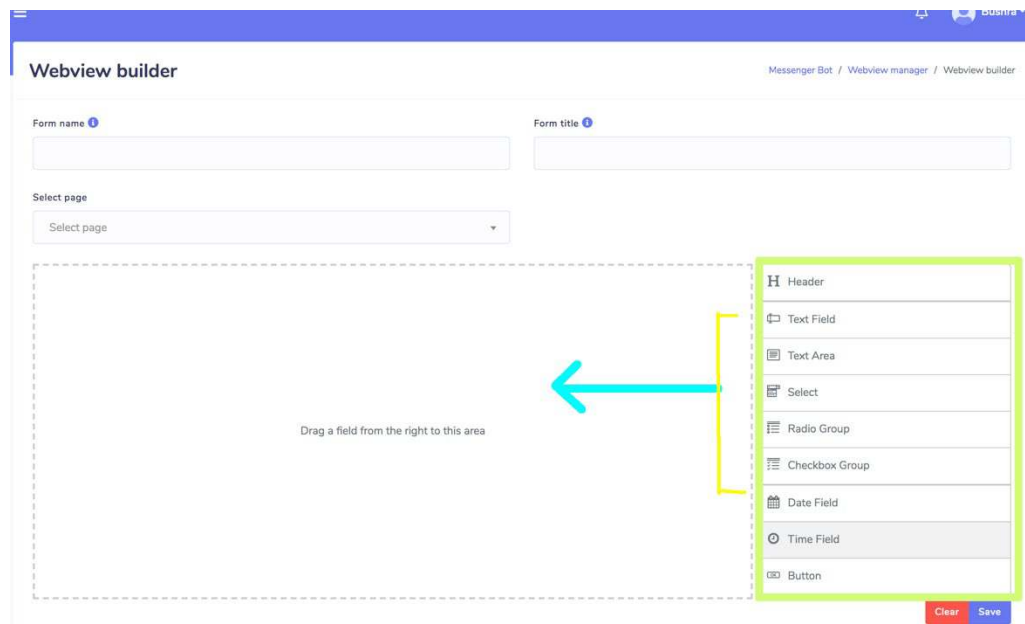 Bushra
Webview builder
Messenger Bot / Webview manager / Webview builder
Form name
Form title
Select page
Select page
Drag a field from the right to this area
H Header
Text Field
Text Area
Select
Radio Group
Checkbox Group
Date Field
Time Field
Button
Clear
Save